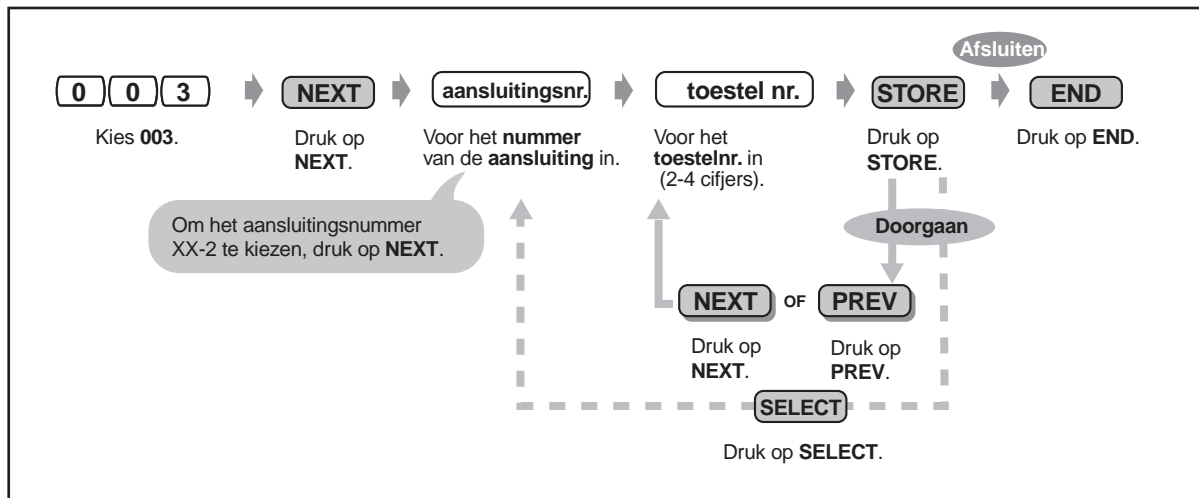 Afsluiten
0 0 3 NEXT aansluitingsnr. toestel nr. STORE END
Kies 003.
Druk op
NEXT.
Voor het nummer
van de aansluiting in.
Voor het
toestelnr. in
(2-4 cifjers).
Druk op
STORE.
Druk op END.
Om het aansluitingsnummer
XX-2 te kiezen, druk op NEXT.
Doorgaan
NEXT OF PREV
Druk op
NEXT.
Druk op
PREV.
SELECT
Druk op SELECT.